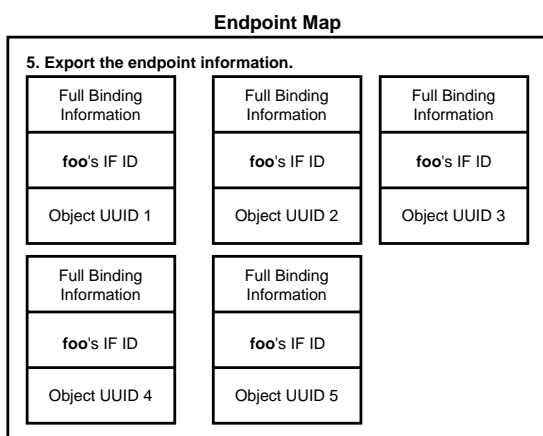 Endpoint Map
5. Export the endpoint information.
Full Binding
Information
foo's IF ID
Object UUID 1
Full Binding
Information
foo's IF ID
Object UUID 2
Full Binding
Information
foo's IF ID
Object UUID 3
Full Binding
Information
foo's IF ID
Object UUID 4
Full Binding
Information
foo's IF ID
Object UUID 5